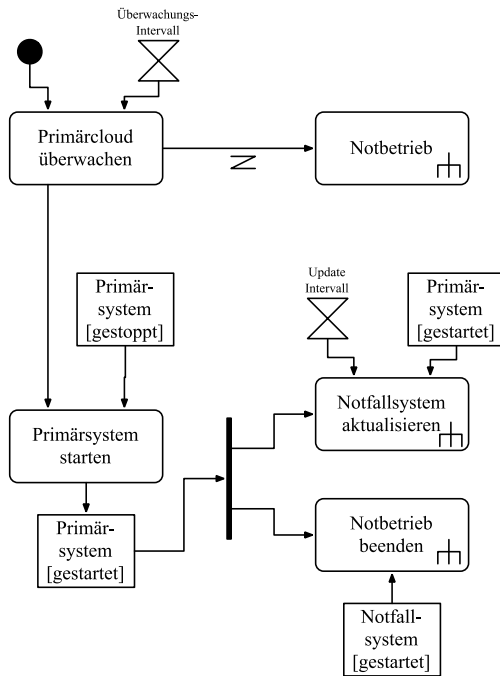 Überwachungs-
Intervall
Primärcloud
überwachen
Notbetrieb
Primär-
system
[gestoppt]
Update
Intervall
Primär-
system
[gestartet]
Primärsystem
starten
Notfallsystem
aktualisieren
Primär-
system
[gestartet]
Notbetrieb
beenden
Notfall-
system
[gestartet]